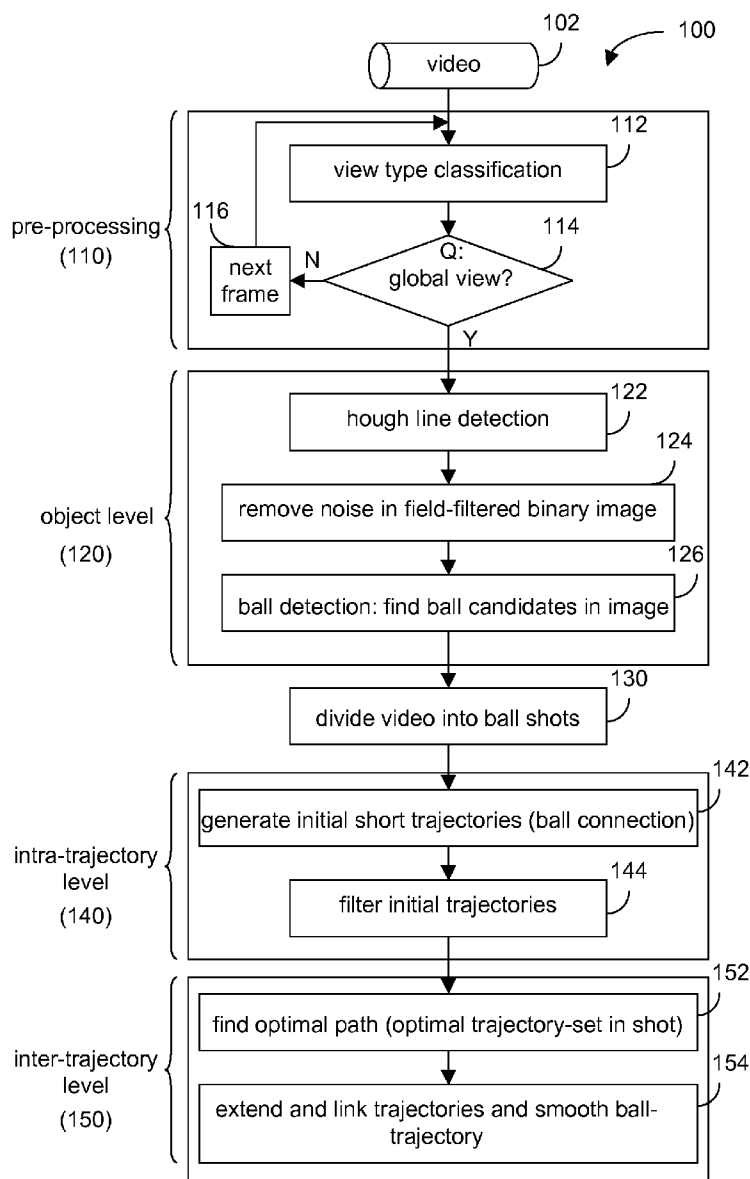 102
100
video
112
view type classification
116
114
pre-processing
(110)
Q:
global view?
N
next
frame
Y
122
hough line detection
124
remove noise in field-filtered binary image
object level
(120)
126
ball detection: find ball candidates in image
130
divide video into ball shots
142
generate initial short trajectories (ball connection)
intra-trajectory
level
(140)
144
filter initial trajectories
152
find optimal path (optimal trajectory-set in shot)
inter-trajectory
level
(150)
154
extend and link trajectories and smooth ball-
trajectory